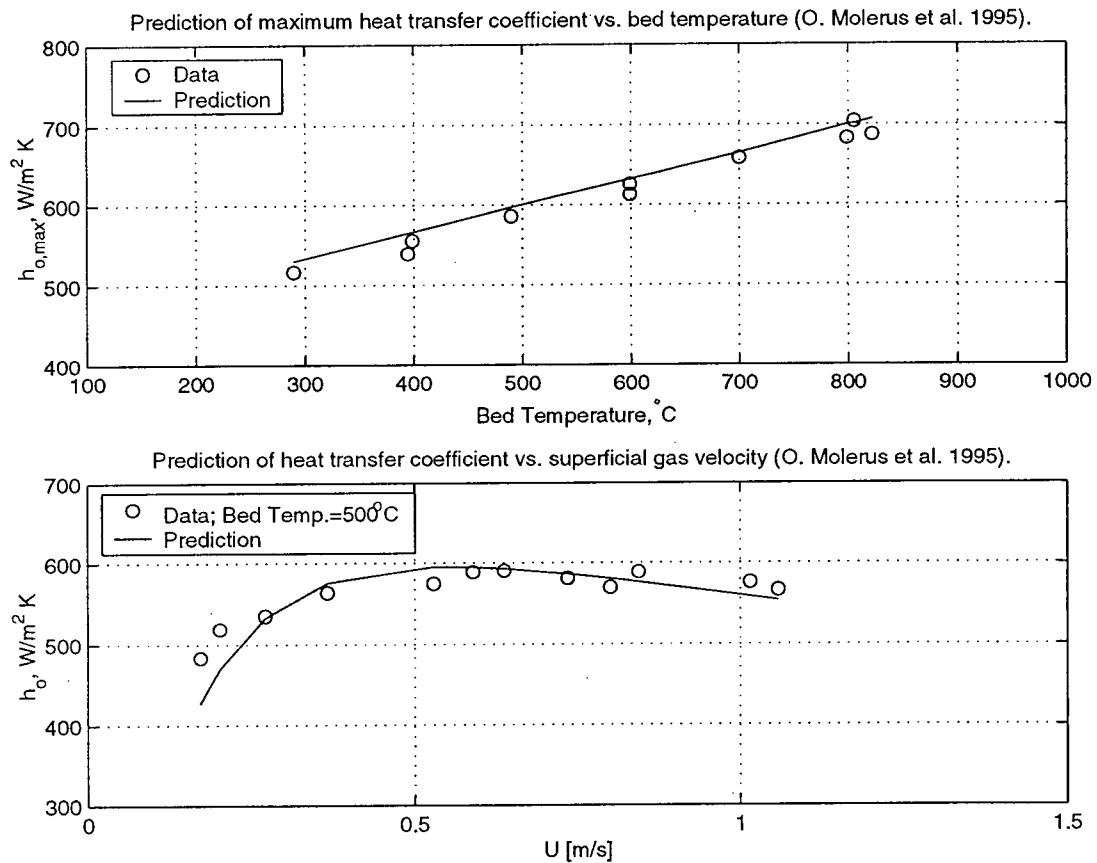 Prediction of maximum heat transfer coefficient vs. bed temperature (O. Molerus et al. 1995).
800
700
600
500
400
h_o,max, W/m² K
Data
Prediction
100 200 300 400 500 600 700 800 900 1000
Bed Temperature, °C
Prediction of heat transfer coefficient vs. superficial gas velocity (O. Molerus et al. 1995).
700
600
500
400
300
h_o, W/m² K
Data; Bed Temp.=500°C
Prediction
0 0.5 1 1.5
U [m/s]